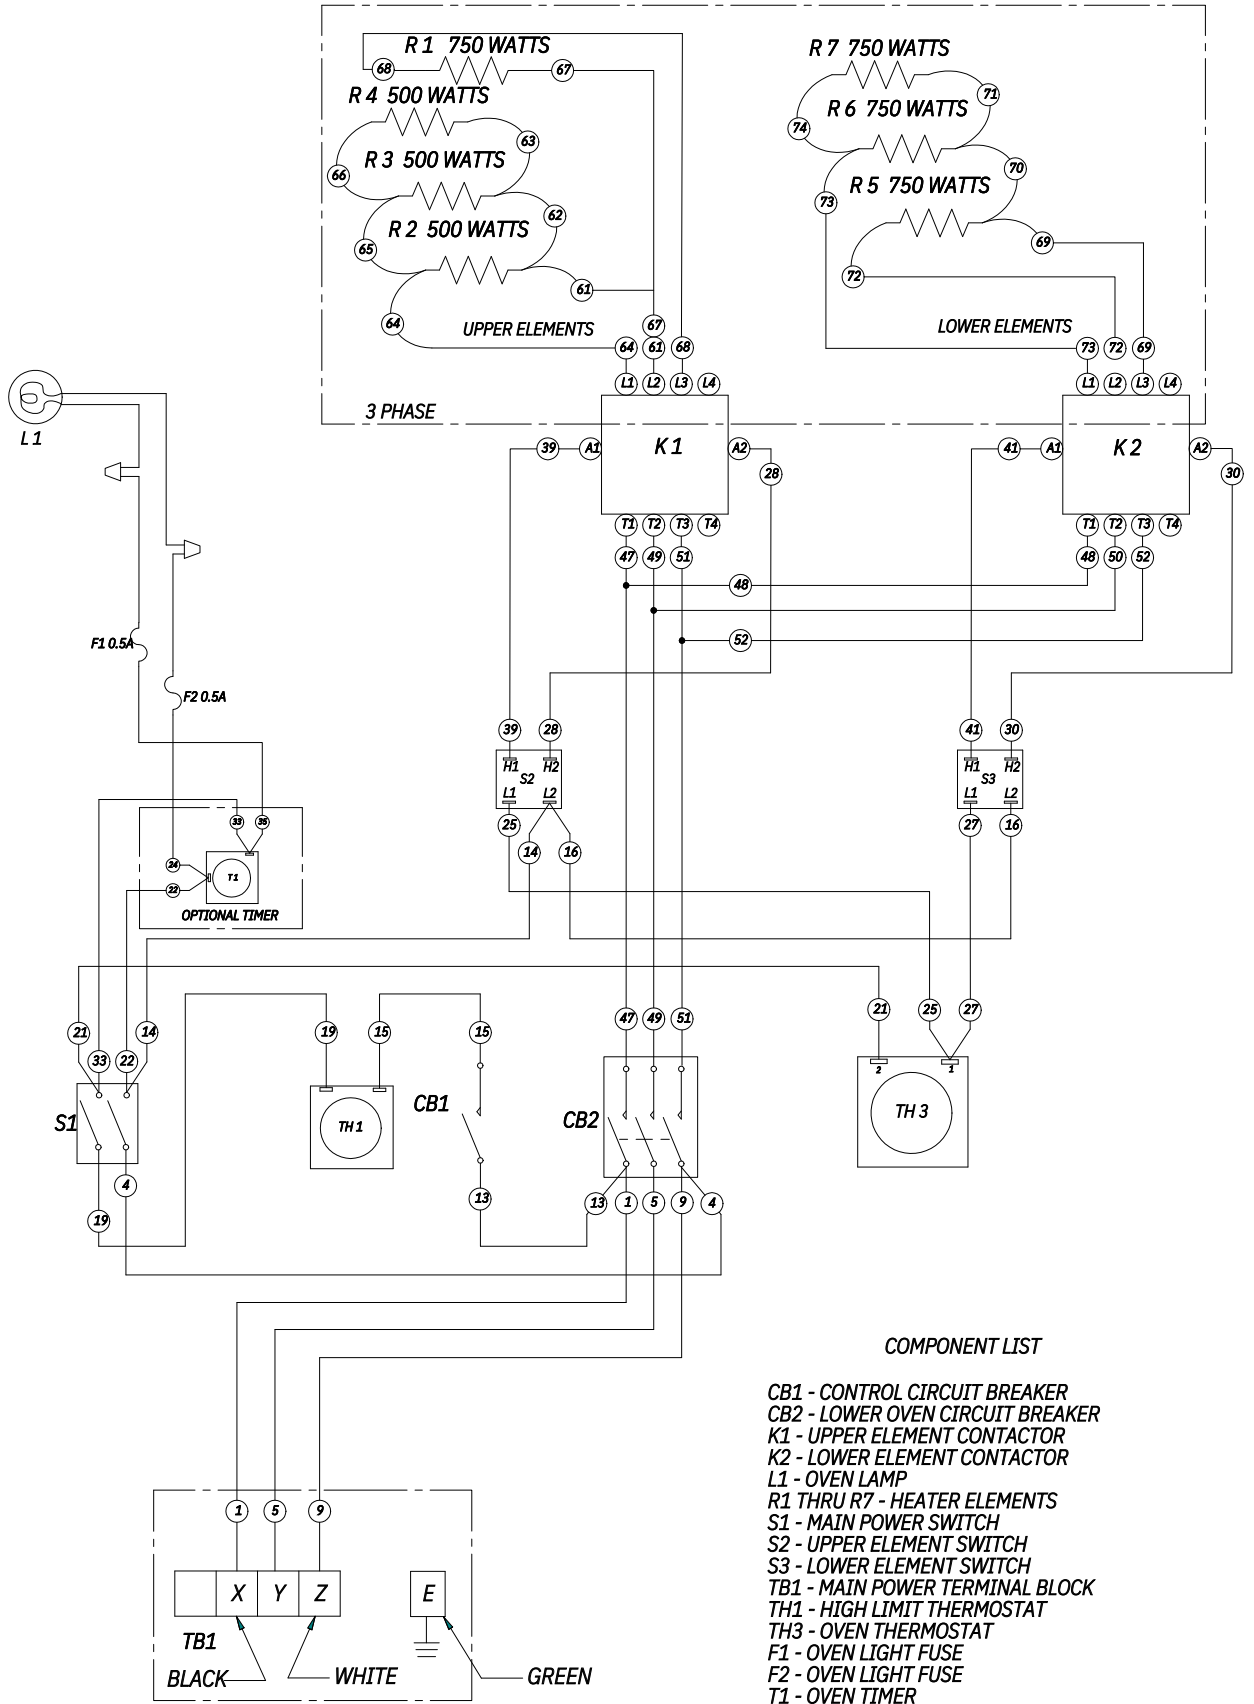 R 1 750 WATTS
68
67
R 4 500 WATTS
63
R 3 500 WATTS
66
62
R 2 500 WATTS
65
61
64
UPPER ELEMENTS
67
64 61 68
L1 L2 L3 L4
R 7 750 WATTS
71
R 6 750 WATTS
74
70
R 5 750 WATTS
73
69
72
LOWER ELEMENTS
73 72 69
L1 L2 L3 L4
3 PHASE
L 1
39 A1 K 1 A2
28
41 A1 K 2 A2
30
T1 T2 T3 T4
47 49 51
T1 T2 T3 T4
48 50 52
48
52
F1 0.5A
F2 0.5A
39 28
H1 H2
S2
L1 L2
25
14 16
41 30
H1 H2
S3
L1 L2
27 16
33 35
24
T 1
22
OPTIONAL TIMER
21 14
33 22
S1
4
19
19 15
TH 1
15
CB1
13
47 49 51
CB2
13 1 5 9 4
21 25 27
2 1
TH 3
1 5 9
X Y Z
E
TB1
BLACK
WHITE
GREEN
COMPONENT LIST
CB1 - CONTROL CIRCUIT BREAKER
CB2 - LOWER OVEN CIRCUIT BREAKER
K1 - UPPER ELEMENT CONTACTOR
K2 - LOWER ELEMENT CONTACTOR
L1 - OVEN LAMP
R1 THRU R7 - HEATER ELEMENTS
S1 - MAIN POWER SWITCH
S2 - UPPER ELEMENT SWITCH
S3 - LOWER ELEMENT SWITCH
TB1 - MAIN POWER TERMINAL BLOCK
TH1 - HIGH LIMIT THERMOSTAT
TH3 - OVEN THERMOSTAT
F1 - OVEN LIGHT FUSE
F2 - OVEN LIGHT FUSE
T1 - OVEN TIMER